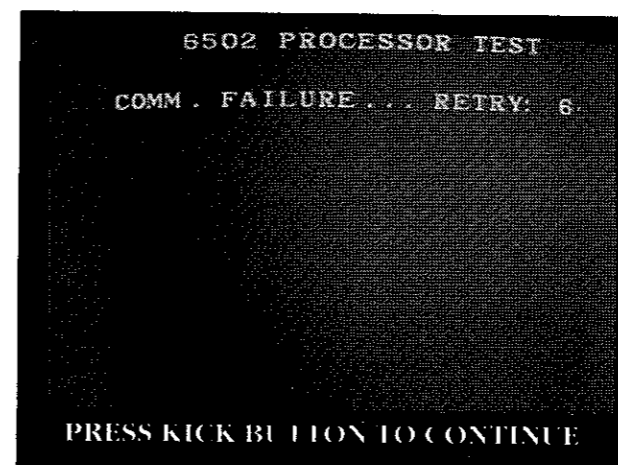 6502 PROCESSOR TEST
COMM. FAILURE... RETRY: 6
PRESS KICK BUTTON TO CONTINUE